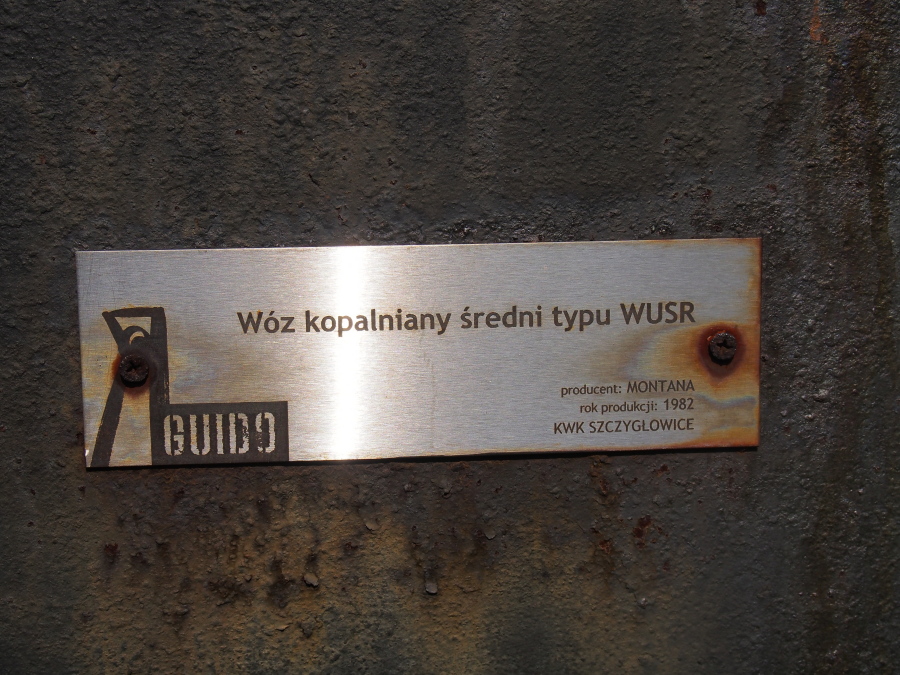 Wóz kopalniany średni typu WUSR
producent: MONTANA
rok produkcji: 1982
KWK SZCZYGŁOWICE
GUIDO